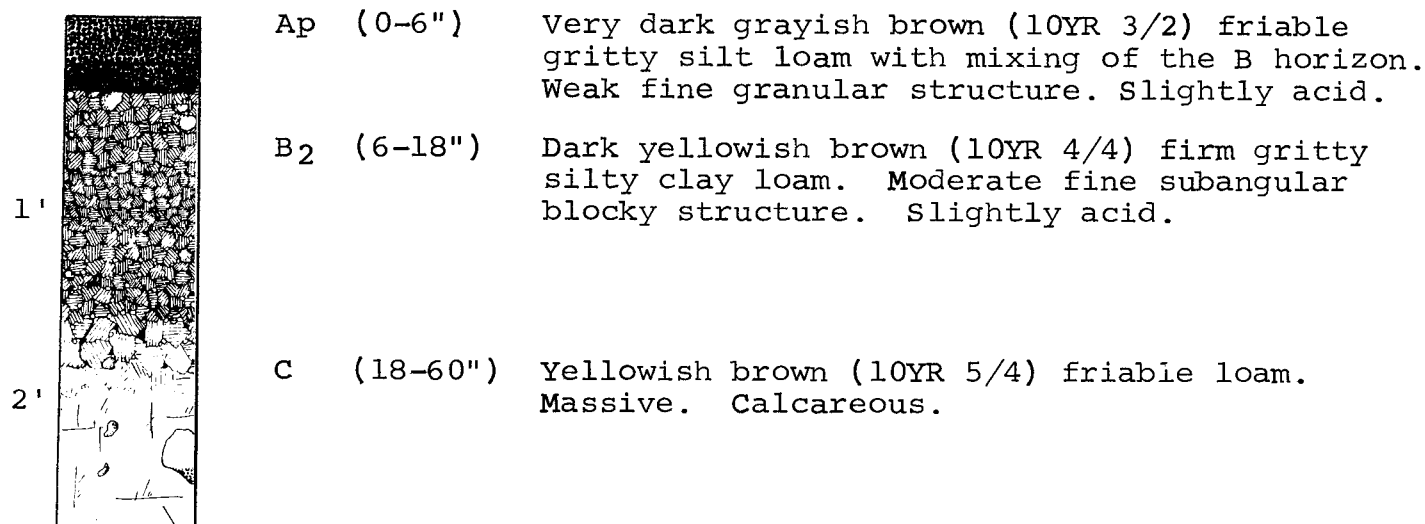 Ap (0-6") Very dark grayish brown (10YR 3/2) friable
gritty silt loam with mixing of the B horizon.
Weak fine granular structure. Slightly acid.
B2 (6-18") Dark yellowish brown (10YR 4/4) firm gritty
silty clay loam. Moderate fine subangular
blocky structure. Slightly acid.
1'
C (18-60") Yellowish brown (10YR 5/4) friable loam.
Massive. Calcareous.
2'